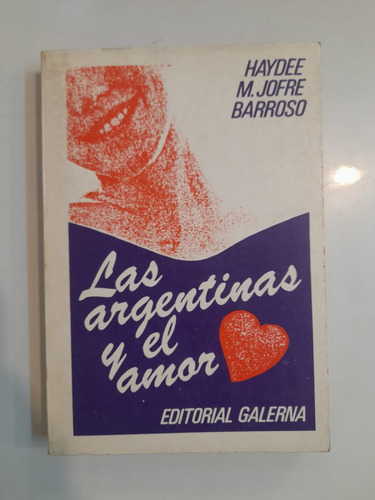 HAYDEE
M. JOFRE
BARROSO
Las
argentinas
y el
amor
EDITORIAL GALERNA